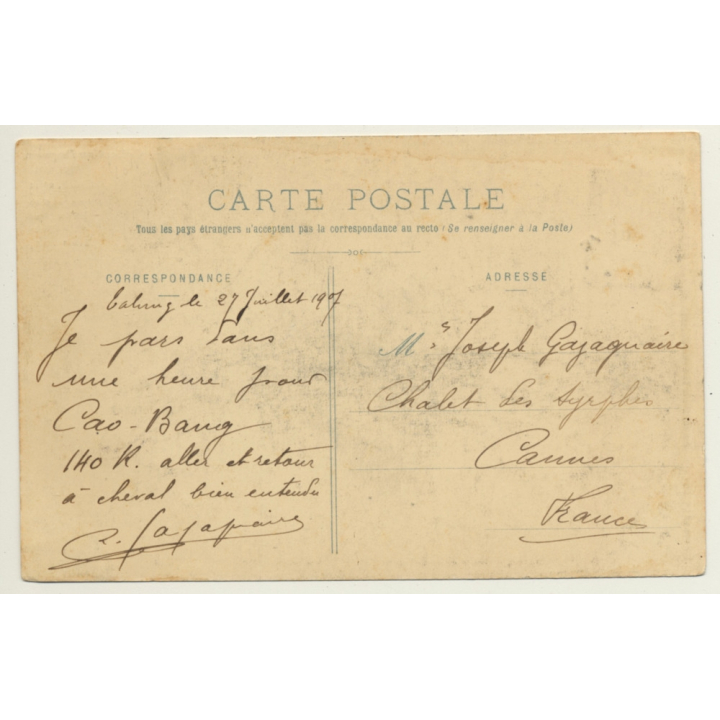 CARTE POSTALE
Tous les pays étrangers n'acceptent pas la correspondance au recto (Se renseigner à la Poste)
CORRESPONDANCE
ADRESSE
le 27 Juillet 1907
Je pars dans
une heure pour
Cao-Bang
140 K. aller et retour
à cheval bien entendu
Joseph Gazagnaire
Chalet des
Cannes
France